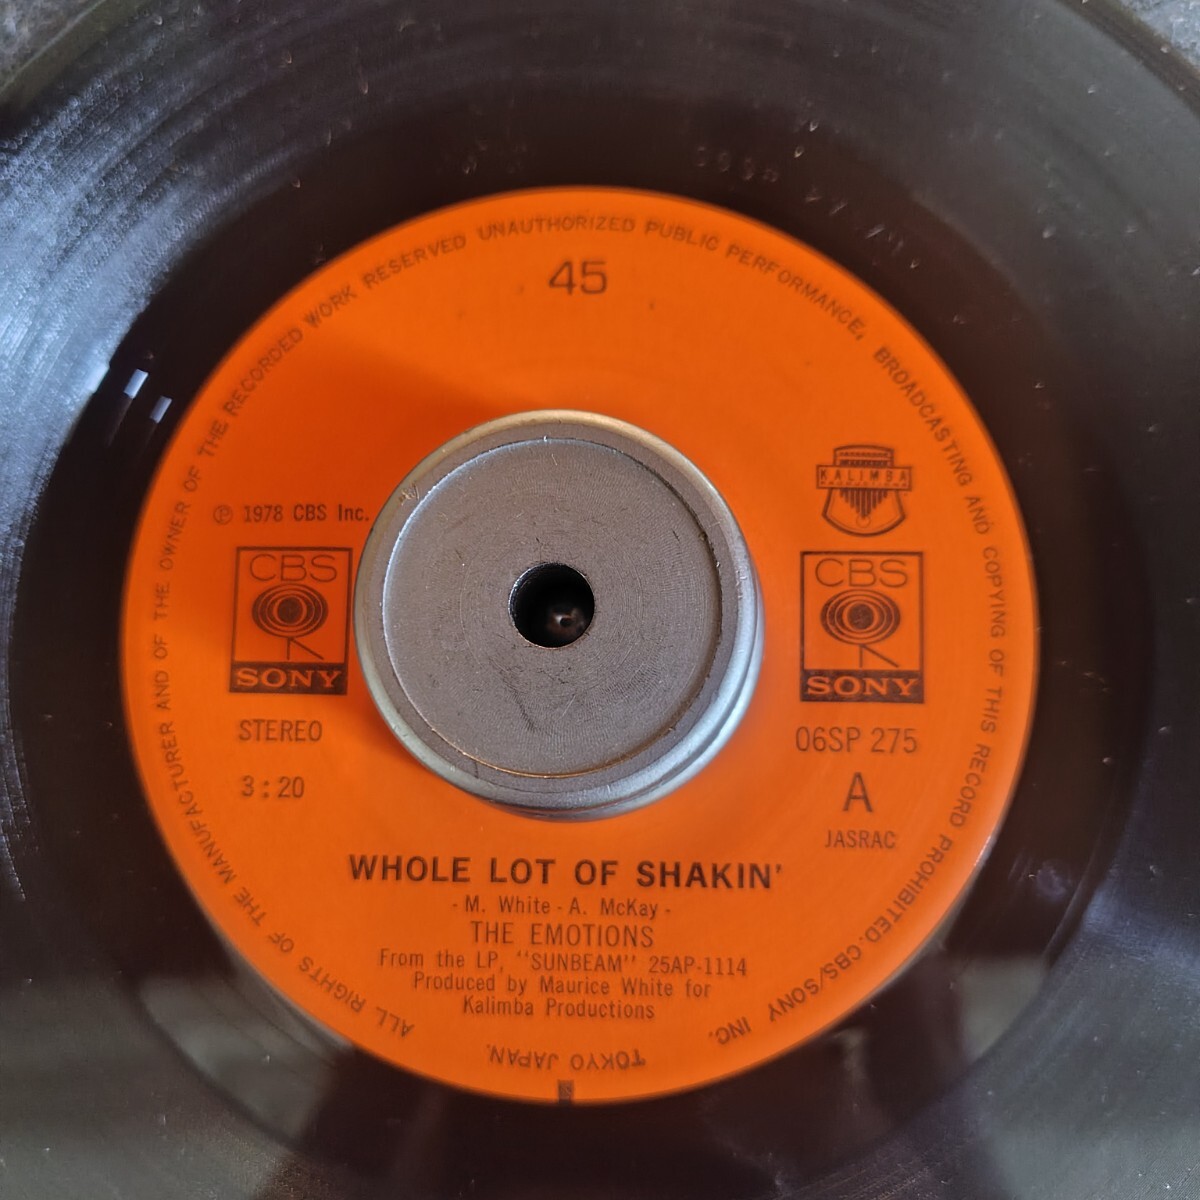 45
ALL RIGHTS OF THE MANUFACTURER AND OF THE OWNER OF THE RECORDED WORK RESERVED UNAUTHORIZED PUBLIC PERFORMANCE, BROADCASTING AND COPYING OF THIS RECORD PROHIBITED. CBS/SONY INC.
TOKYO JAPAN.
KALIMBA
℗ 1978 CBS Inc.
CBS
SONY
CBS
SONY
STEREO
3:20
06SP 275
A
JASRAC
WHOLE LOT OF SHAKIN'
- M. White - A. McKay -
THE EMOTIONS
From the LP, "SUNBEAM" 25AP-1114
Produced by Maurice White for
Kalimba Productions